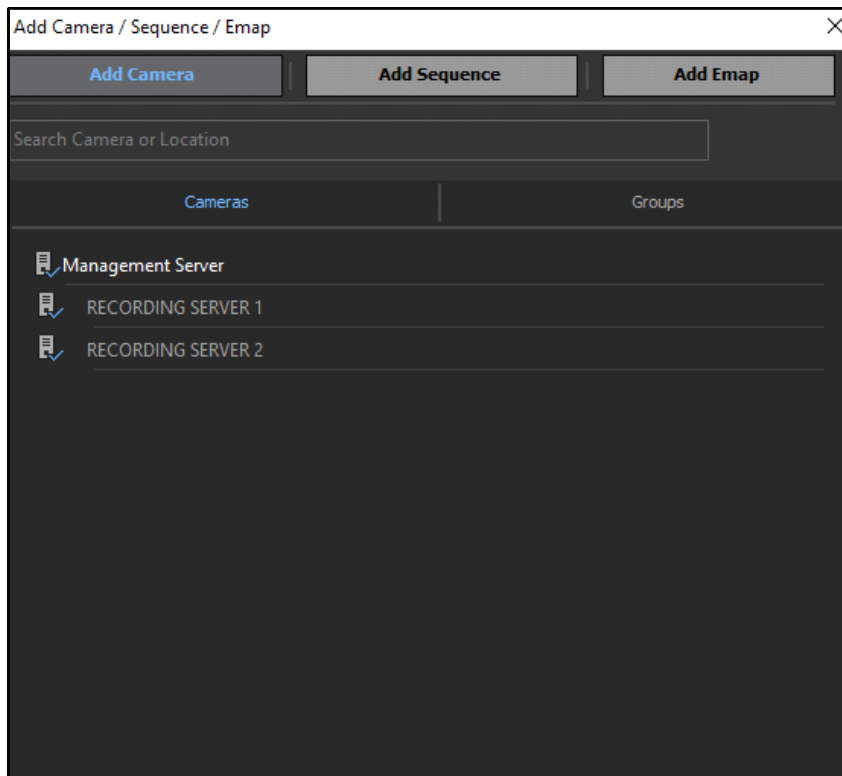 Add Camera / Sequence / Emap
Add Camera Add Sequence Add Emap
Search Camera or Location
Cameras Groups
Management Server
RECORDING SERVER 1
RECORDING SERVER 2